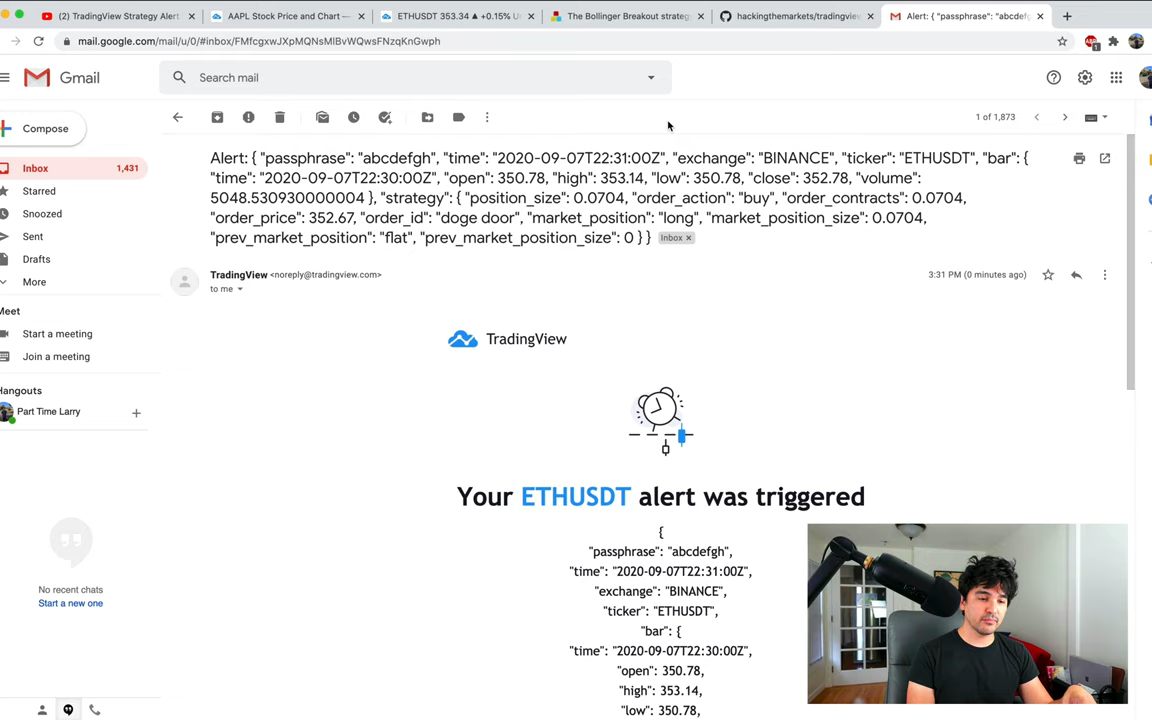 (2) TradingView Strategy Alert
AAPL Stock Price and Chart —
ETHUSDT 353.34 ▲ +0.15%
The Bollinger Breakout strategy
hackingthemarkets/tradingview
Alert: { "passphrase": "abcdefg
mail.google.com/mail/u/0/#inbox/FMfcgxwJXpMQNsMlBvWQwsFNzqKnGwph
Gmail
Search mail
Compose
1 of 1,873
Inbox 1,431
Starred
Snoozed
Sent
Drafts
More
Meet
Start a meeting
Join a meeting
Hangouts
Part Time Larry
No recent chats
Start a new one
Alert: { "passphrase": "abcdefgh", "time": "2020-09-07T22:31:00Z", "exchange": "BINANCE", "ticker": "ETHUSDT", "bar": {
"time": "2020-09-07T22:30:00Z", "open": 350.78, "high": 353.14, "low": 350.78, "close": 352.78, "volume":
5048.530930000004 }, "strategy": { "position_size": 0.0704, "order_action": "buy", "order_contracts": 0.0704,
"order_price": 352.67, "order_id": "doge door", "market_position": "long", "market_position_size": 0.0704,
"prev_market_position": "flat", "prev_market_position_size": 0 } } Inbox ×
TradingView <noreply@tradingview.com>
3:31 PM (0 minutes ago)
to me
TradingView
Your ETHUSDT alert was triggered
{
"passphrase": "abcdefgh",
"time": "2020-09-07T22:31:00Z",
"exchange": "BINANCE",
"ticker": "ETHUSDT",
"bar": {
"time": "2020-09-07T22:30:00Z",
"open": 350.78,
"high": 353.14,
"low": 350.78,